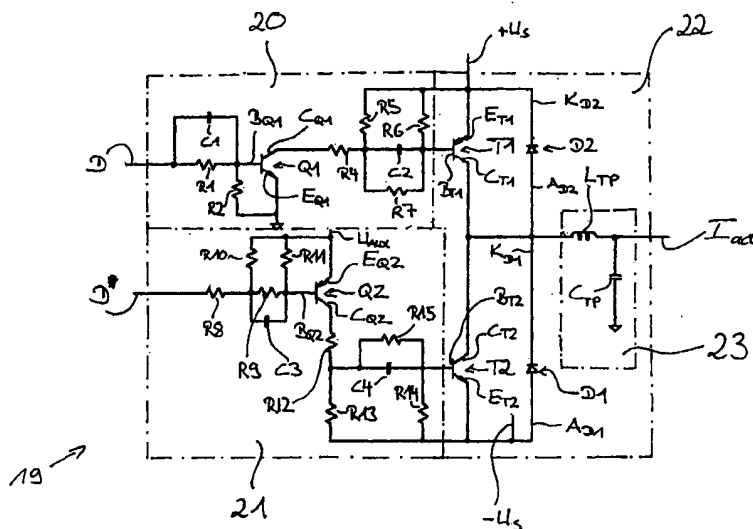 20
+Us
22
R5
R6
KD2
C1
BQ1
CQ1
ET1
D
R1
Q1
R4
C2
T1
D2
R2
EQ1
BT1
CT1
AD2
LTP
R7
UAUX
R10
R11
EQ2
KD1
Iact
D*
Q2
BT2
CTP
R8
BQ2
CQ2
R15
CT2
R9
C3
T2
23
R12
C4
R14
ET2
D1
R13
AD1
19
21
-Us